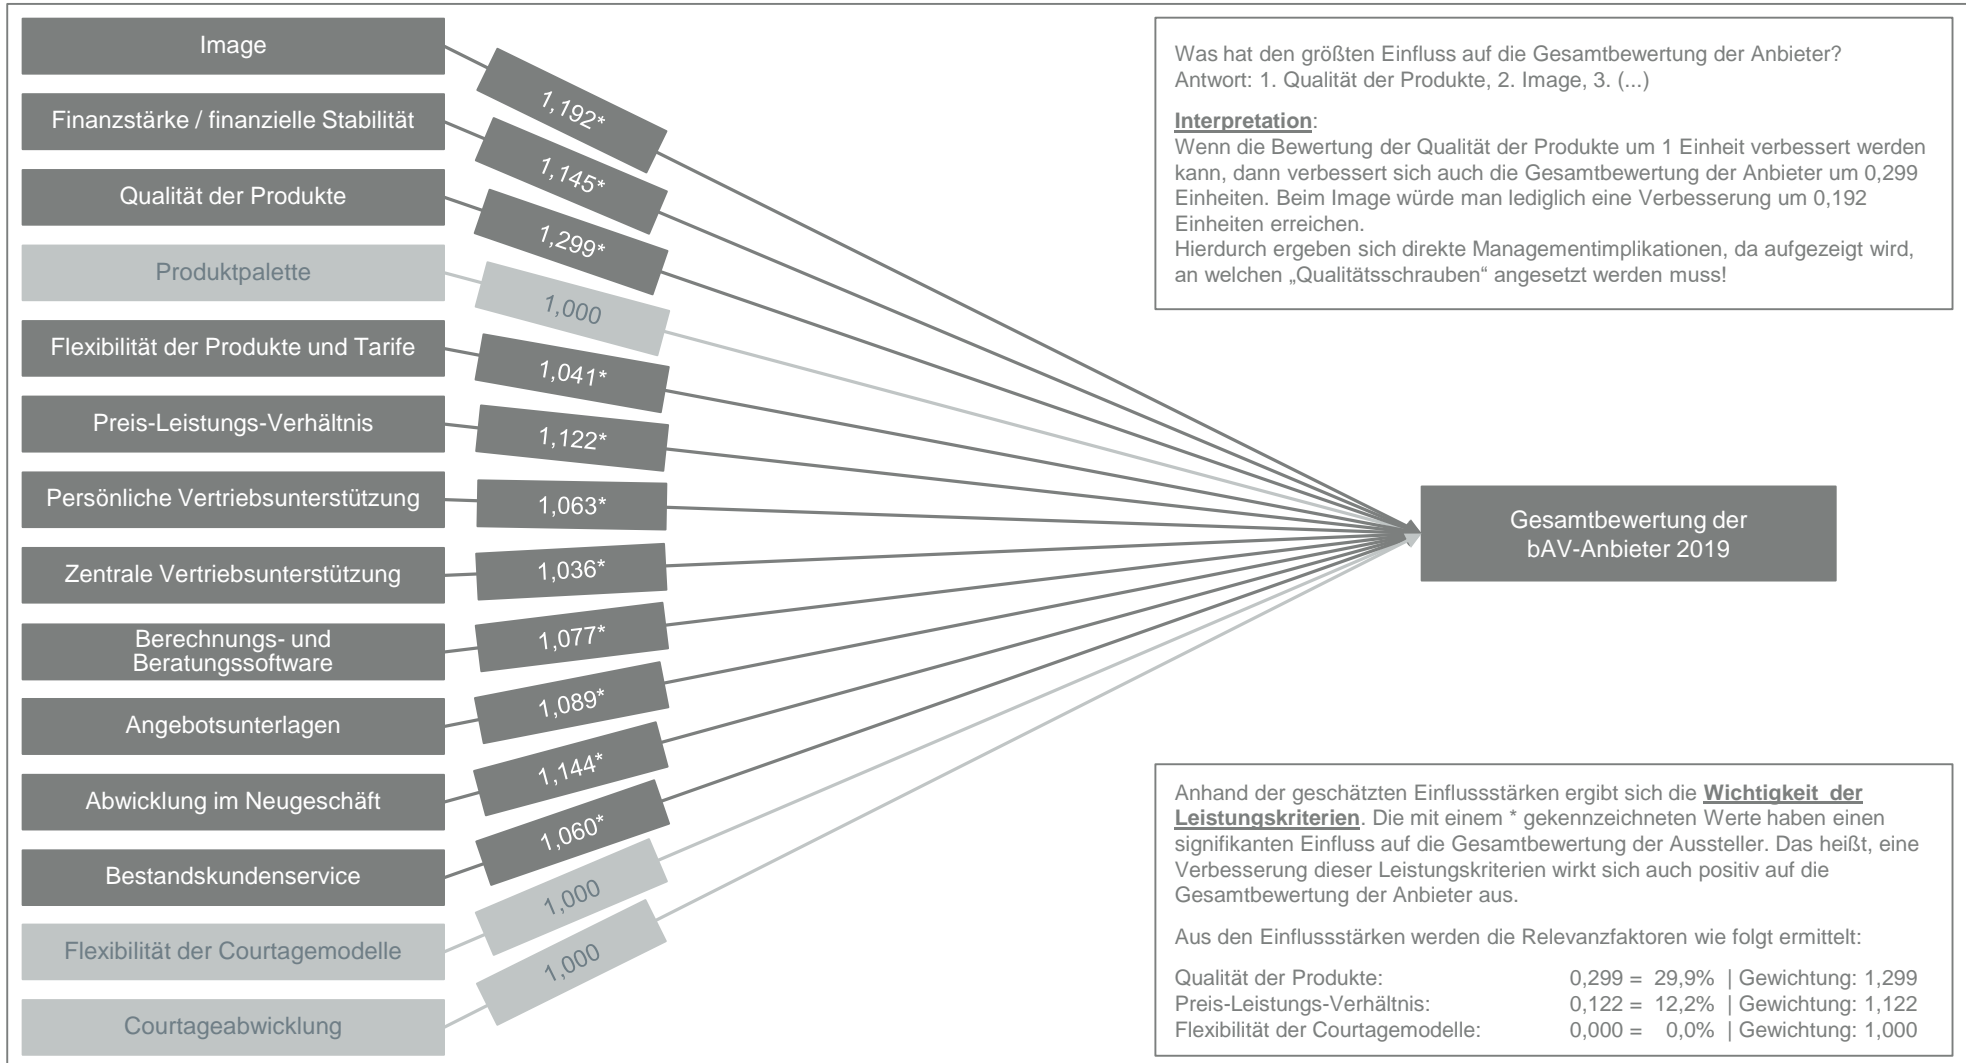 Image
1,192*
Finanzstärke / finanzielle Stabilität
1,145*
Qualität der Produkte
1,299*
Produktpalette
1,000
Flexibilität der Produkte und Tarife
1,041*
Preis-Leistungs-Verhältnis
1,122*
Persönliche Vertriebsunterstützung
1,063*
Zentrale Vertriebsunterstützung
1,036*
Berechnungs- und
Beratungssoftware
1,077*
Angebotsunterlagen
1,089*
Abwicklung im Neugeschäft
1,144*
Bestandskundenservice
1,060*
Flexibilität der Courtagemodelle
1,000
Courtageabwicklung
1,000
Gesamtbewertung der
bAV-Anbieter 2019
Was hat den größten Einfluss auf die Gesamtbewertung der Anbieter?
Antwort: 1. Qualität der Produkte, 2. Image, 3. (...)
Interpretation:
Wenn die Bewertung der Qualität der Produkte um 1 Einheit verbessert werden
kann, dann verbessert sich auch die Gesamtbewertung der Anbieter um 0,299
Einheiten. Beim Image würde man lediglich eine Verbesserung um 0,192
Einheiten erreichen.
Hierdurch ergeben sich direkte Managementimplikationen, da aufgezeigt wird,
an welchen „Qualitätsschrauben“ angesetzt werden muss!
Anhand der geschätzten Einflussstärken ergibt sich die Wichtigkeit der
Leistungskriterien. Die mit einem * gekennzeichneten Werte haben einen
signifikanten Einfluss auf die Gesamtbewertung der Aussteller. Das heißt, eine
Verbesserung dieser Leistungskriterien wirkt sich auch positiv auf die
Gesamtbewertung der Anbieter aus.
Aus den Einflussstärken werden die Relevanzfaktoren wie folgt ermittelt:
Qualität der Produkte: 0,299 = 29,9% | Gewichtung: 1,299
Preis-Leistungs-Verhältnis: 0,122 = 12,2% | Gewichtung: 1,122
Flexibilität der Courtagemodelle: 0,000 = 0,0% | Gewichtung: 1,000